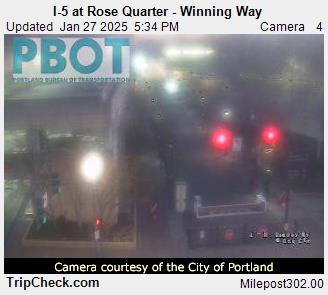 I-5 at Rose Quarter - Winning Way
Updated Jan 27 2025 5:34 PM Camera 4
PBOT
PORTLAND BUREAU OF TRANSPORTATION
Camera courtesy of the City of Portland
TripCheck.com Milepost302.00